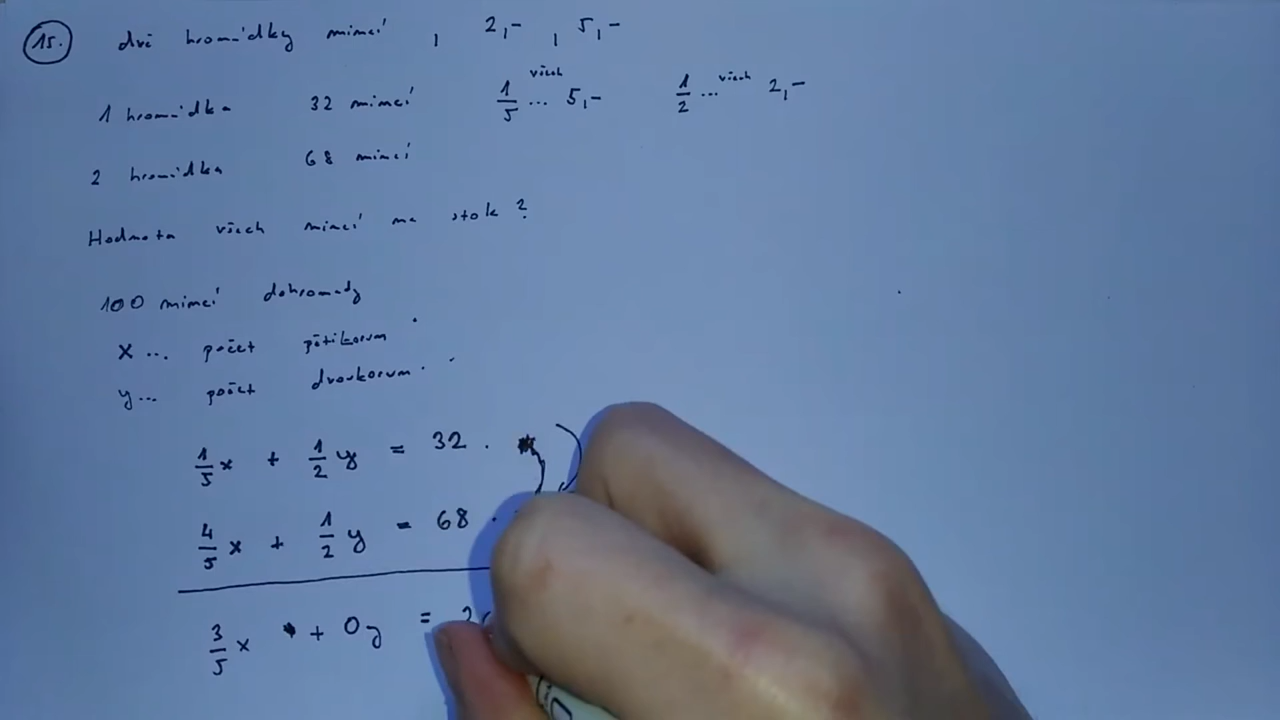 15. dvě hromádky mincí , 2,- , 5,-
1 hromádka 32 mincí 1/5 ... všech 5,- 1/2 ... všech 2,-
2 hromádka 68 mincí
Hodnota všech mincí na stole ?
100 mincí dohromady
x ... počet pětikorun
y ... počet dvoukorun
1/5 x + 1/2 y = 32 .
4/5 x + 1/2 y = 68 .
3/5 x + 0y =